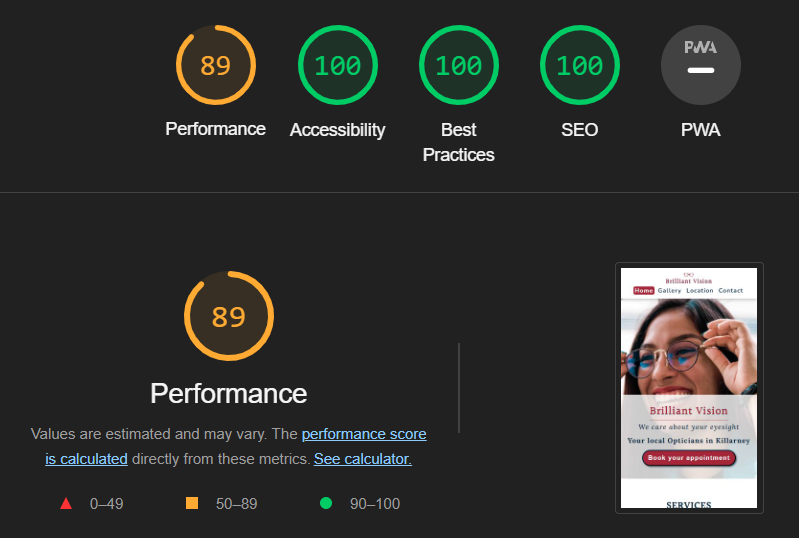 89
100
100
100
PWA
Performance
Accessibility
Best
Practices
SEO
PWA
89
Performance
Values are estimated and may vary. The performance score
is calculated directly from these metrics. See calculator.
0–49
50–89
90–100
Brilliant Vision
Home Gallery Location Contact
Brilliant Vision
We care about your eyesight
Your local Opticians in Killarney
Book your appointment
SERVICES